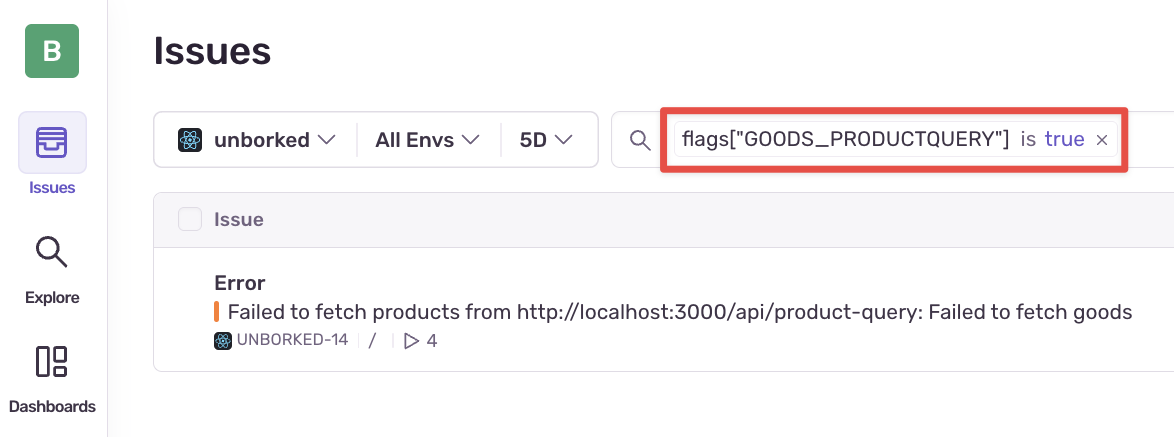 B
Issues
unborked
All Envs
5D
flags["GOODS_PRODUCTQUERY"] is true ×
Issues
Issue
Explore
Error
Failed to fetch products from http://localhost:3000/api/product-query: Failed to fetch goods
UNBORKED-14 / 4
Dashboards